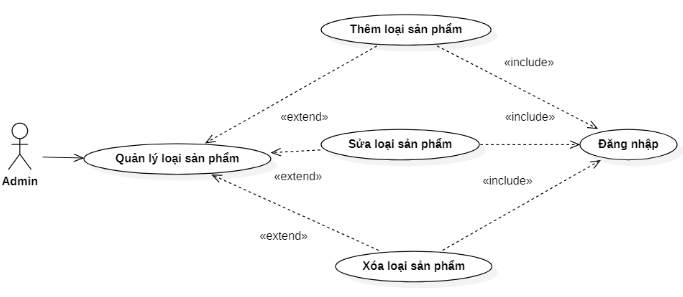 Thêm loại sản phẩm
«include»
«extend»
«include»
Admin
Quản lý loại sản phẩm
Sửa loại sản phẩm
Đăng nhập
«extend»
«include»
«extend»
Xóa loại sản phẩm